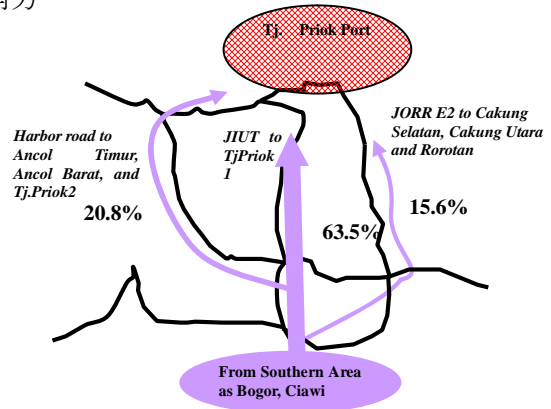 Tj. Priok Port
Harbor road to
Ancol Timur,
Ancol Barat, and
Tj.Priok2
20.8%
JIUT to
TjPriok
1
63.5%
JORR E2 to Cakung
Selatan, Cakung Utara
and Rorotan
15.6%
From Southern Area
as Bogor, Ciawi